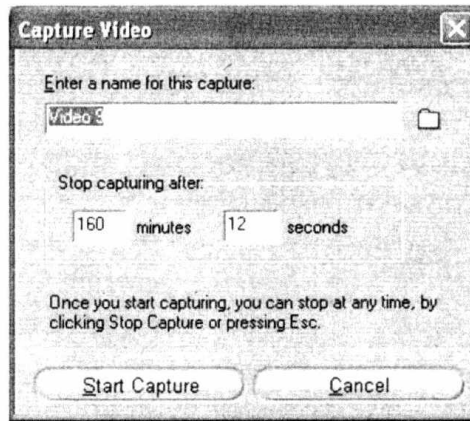 Capture Video
Enter a name for this capture:
Video
Stop capturing after:
160 minutes 12 seconds
Once you start capturing, you can stop at any time, by
clicking Stop Capture or pressing Esc.
Start Capture Cancel